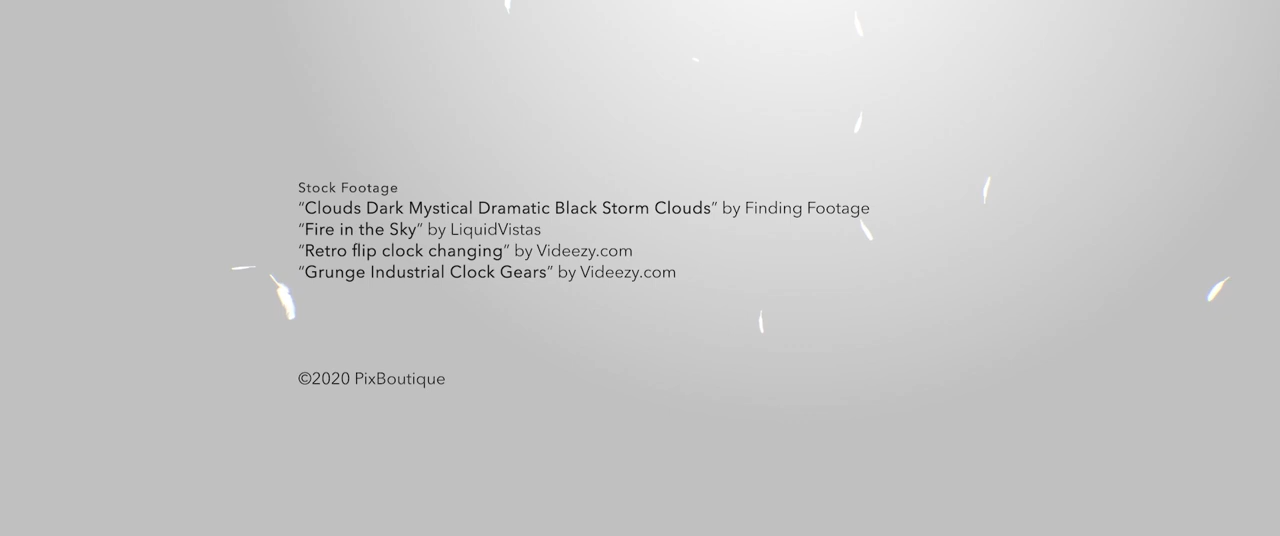 Stock Footage
“Clouds Dark Mystical Dramatic Black Storm Clouds” by Finding Footage
“Fire in the Sky” by LiquidVistas
“Retro flip clock changing” by Videezy.com
“Grunge Industrial Clock Gears” by Videezy.com
©2020 PixBoutique